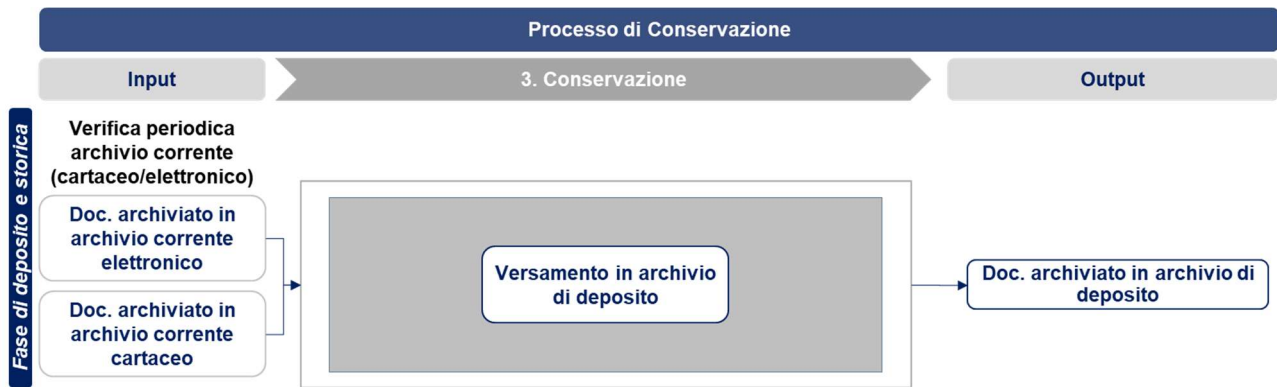 Processo di Conservazione
Input
3. Conservazione
Output
Fase di deposito e storica
Verifica periodica
archivio corrente
(cartaceo/elettronico)
Doc. archiviato in
archivio corrente
elettronico
Doc. archiviato in
archivio corrente
cartaceo
Versamento in archivio
di deposito
Doc. archiviato in archivio di
deposito